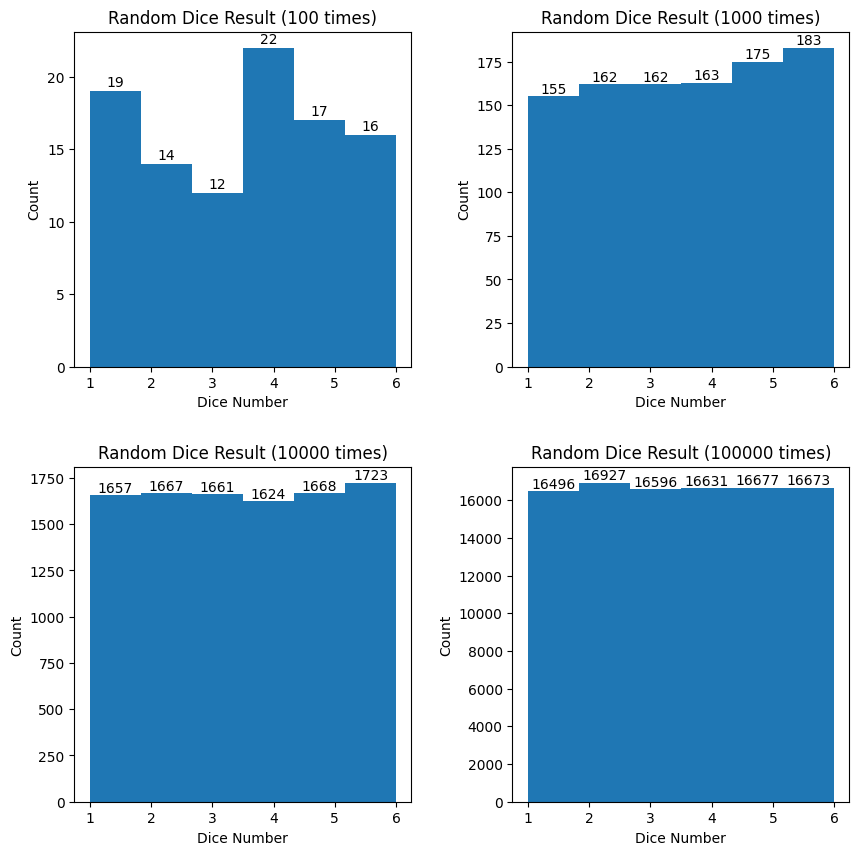 Random Dice Result (100 times)
22
19
17
16
14
12
20
15
10
5
0
Count
1 2 3 4 5 6
Dice Number
Random Dice Result (1000 times)
183
175
155 162 162 163
175
150
125
100
75
50
25
0
Count
1 2 3 4 5 6
Dice Number
Random Dice Result (10000 times)
1657 1667 1661 1624 1668 1723
1750
1500
1250
1000
750
500
250
0
Count
1 2 3 4 5 6
Dice Number
Random Dice Result (100000 times)
16496 16927 16596 16631 16677 16673
16000
14000
12000
10000
8000
6000
4000
2000
0
Count
1 2 3 4 5 6
Dice Number